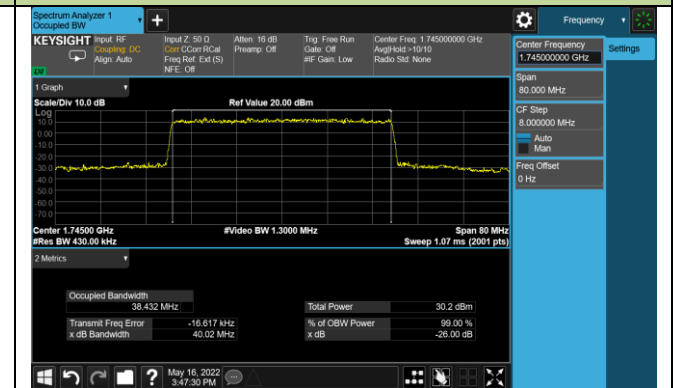 Spectrum Analyzer 1
Occupied BW
Frequency
KEYSIGHT
Input: RF
Coupling: DC
Align: Auto
Input Z: 50 Ω
Corr CCorr RCal
Freq Ref: Ext (S)
NFE: Off
Atten: 16 dB
Preamp: Off
Trig: Free Run
Gate: Off
#IF Gain: Low
Center Freq: 1.745000000 GHz
Avg|Hold:>10/10
Radio Std: None
Center Frequency
1.745000000 GHz
Settings
Span
80.000 MHz
CF Step
8.000000 MHz
Auto
Man
Freq Offset
0 Hz
1 Graph
Scale/Div 10.0 dB
Ref Value 20.00 dBm
Log
10.0
0.00
-10.0
-20.0
-30.0
-40.0
-50.0
-60.0
-70.0
Center 1.74500 GHz
#Video BW 1.3000 MHz
Span 80 MHz
#Res BW 430.00 kHz
Sweep 1.07 ms (2001 pts)
2 Metrics
Occupied Bandwidth
38.432 MHz
Total Power
30.2 dBm
Transmit Freq Error
-16.617 kHz
% of OBW Power
99.00 %
x dB Bandwidth
40.02 MHz
x dB
-26.00 dB
May 16, 2022
3:47:30 PM